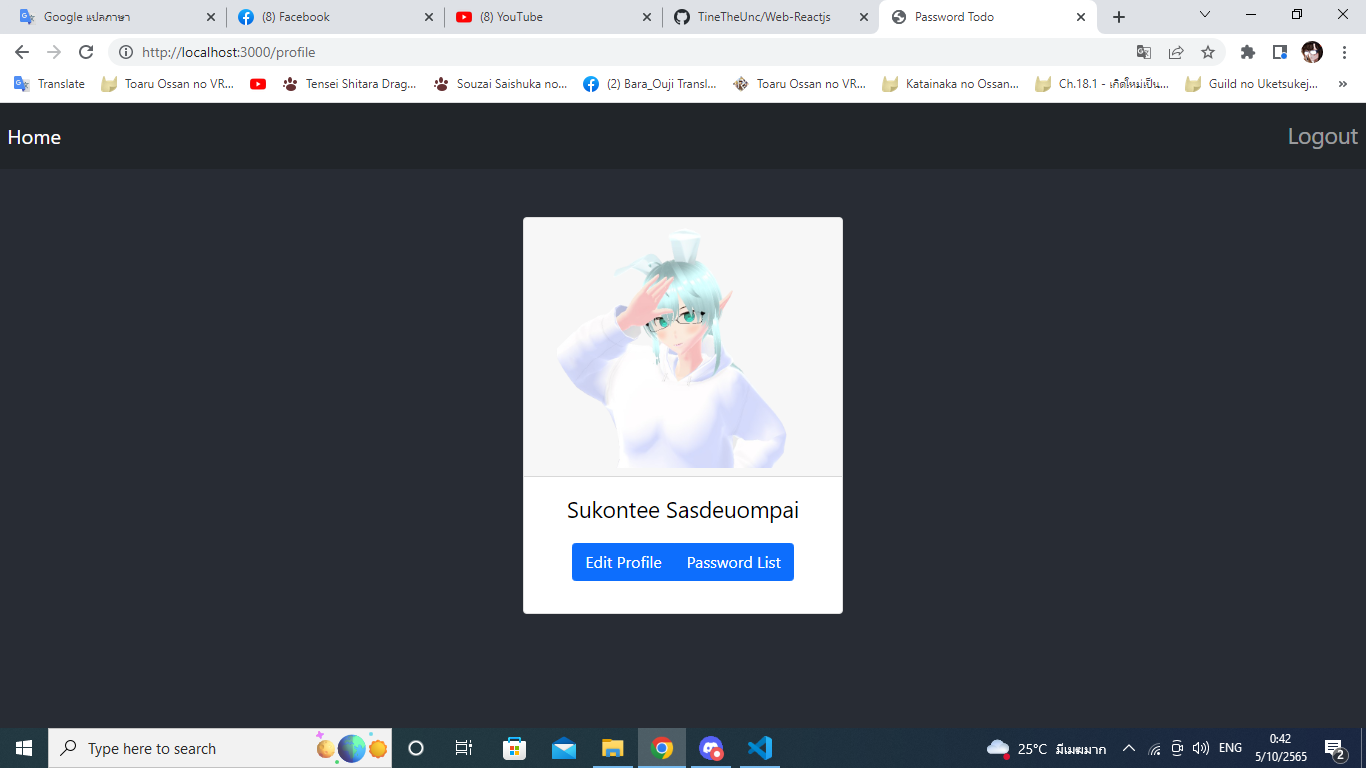 Google แปลภาษา
(8) Facebook
(8) YouTube
TineTheUnc/Web-Reactjs
Password Todo
http://localhost:3000/profile
Translate
Toaru Ossan no VR...
Tensei Shitara Drag...
Souzai Saishuka no...
(2) Bara_Ouji Transl...
Toaru Ossan no VR...
Katainaka no Ossan...
Ch.18.1 - เกิดใหม่เป็น...
Guild no Uketsukej...
Home
Logout
Sukontee Sasdeuompai
Edit Profile
Password List
Type here to search
25°C มีเมฆมาก
ENG
0:42
5/10/2565
2